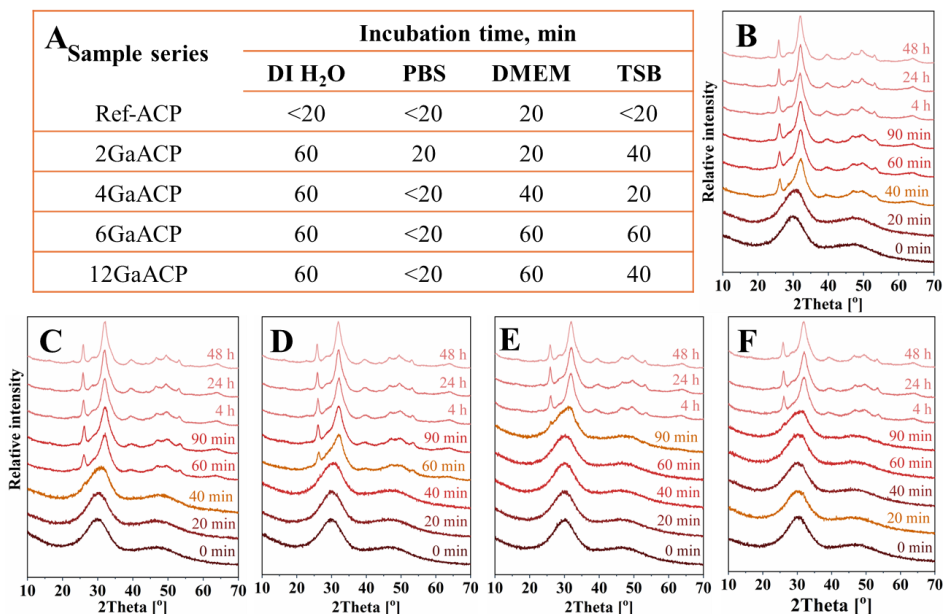 A
Sample series
Incubation time, min
DI H₂O PBS DMEM TSB
Ref-ACP <20 <20 20 <20
2GaACP 60 20 20 40
4GaACP 60 <20 40 20
6GaACP 60 <20 60 60
12GaACP 60 <20 60 40
B
Relative intensity
48 h
24 h
4 h
90 min
60 min
40 min
20 min
0 min
10 20 30 40 50 60 70
2Theta [°]
C
Relative intensity
48 h
24 h
4 h
90 min
60 min
40 min
20 min
0 min
10 20 30 40 50 60 70
2Theta [°]
D
48 h
24 h
4 h
90 min
60 min
40 min
20 min
0 min
10 20 30 40 50 60 70
2Theta [°]
E
48 h
24 h
4 h
90 min
60 min
40 min
20 min
0 min
10 20 30 40 50 60 70
2Theta [°]
F
48 h
24 h
4 h
90 min
60 min
40 min
20 min
0 min
10 20 30 40 50 60 70
2Theta [°]